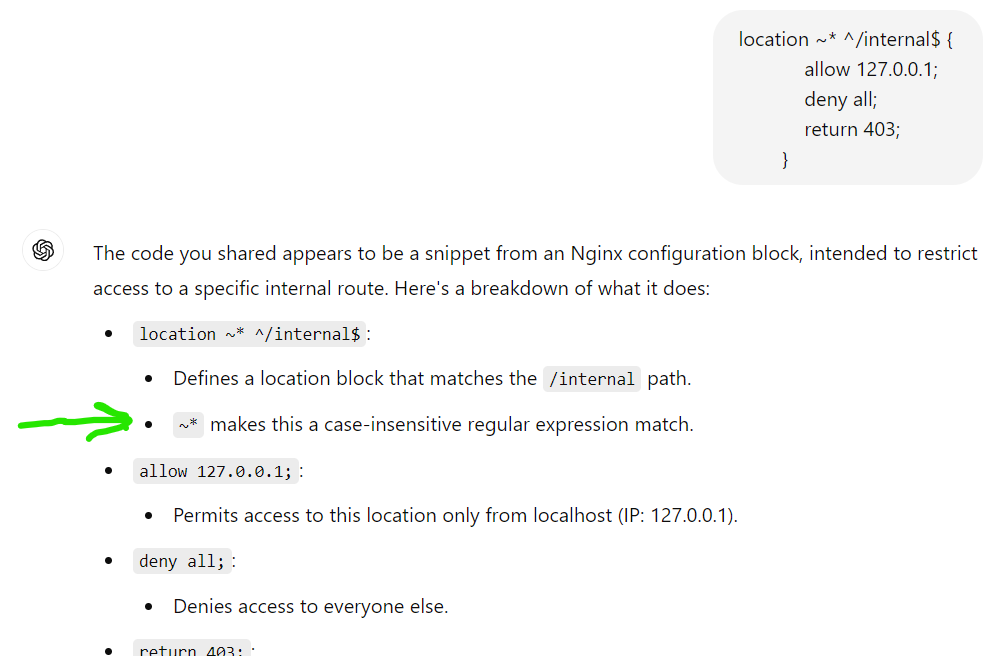 location ~* ^/internal$ {
allow 127.0.0.1;
deny all;
return 403;
}
The code you shared appears to be a snippet from an Nginx configuration block, intended to restrict
access to a specific internal route. Here's a breakdown of what it does:
location ~* ^/internal$:
Defines a location block that matches the /internal path.
~* makes this a case-insensitive regular expression match.
allow 127.0.0.1;:
Permits access to this location only from localhost (IP: 127.0.0.1).
deny all;:
Denies access to everyone else.
return 403;: